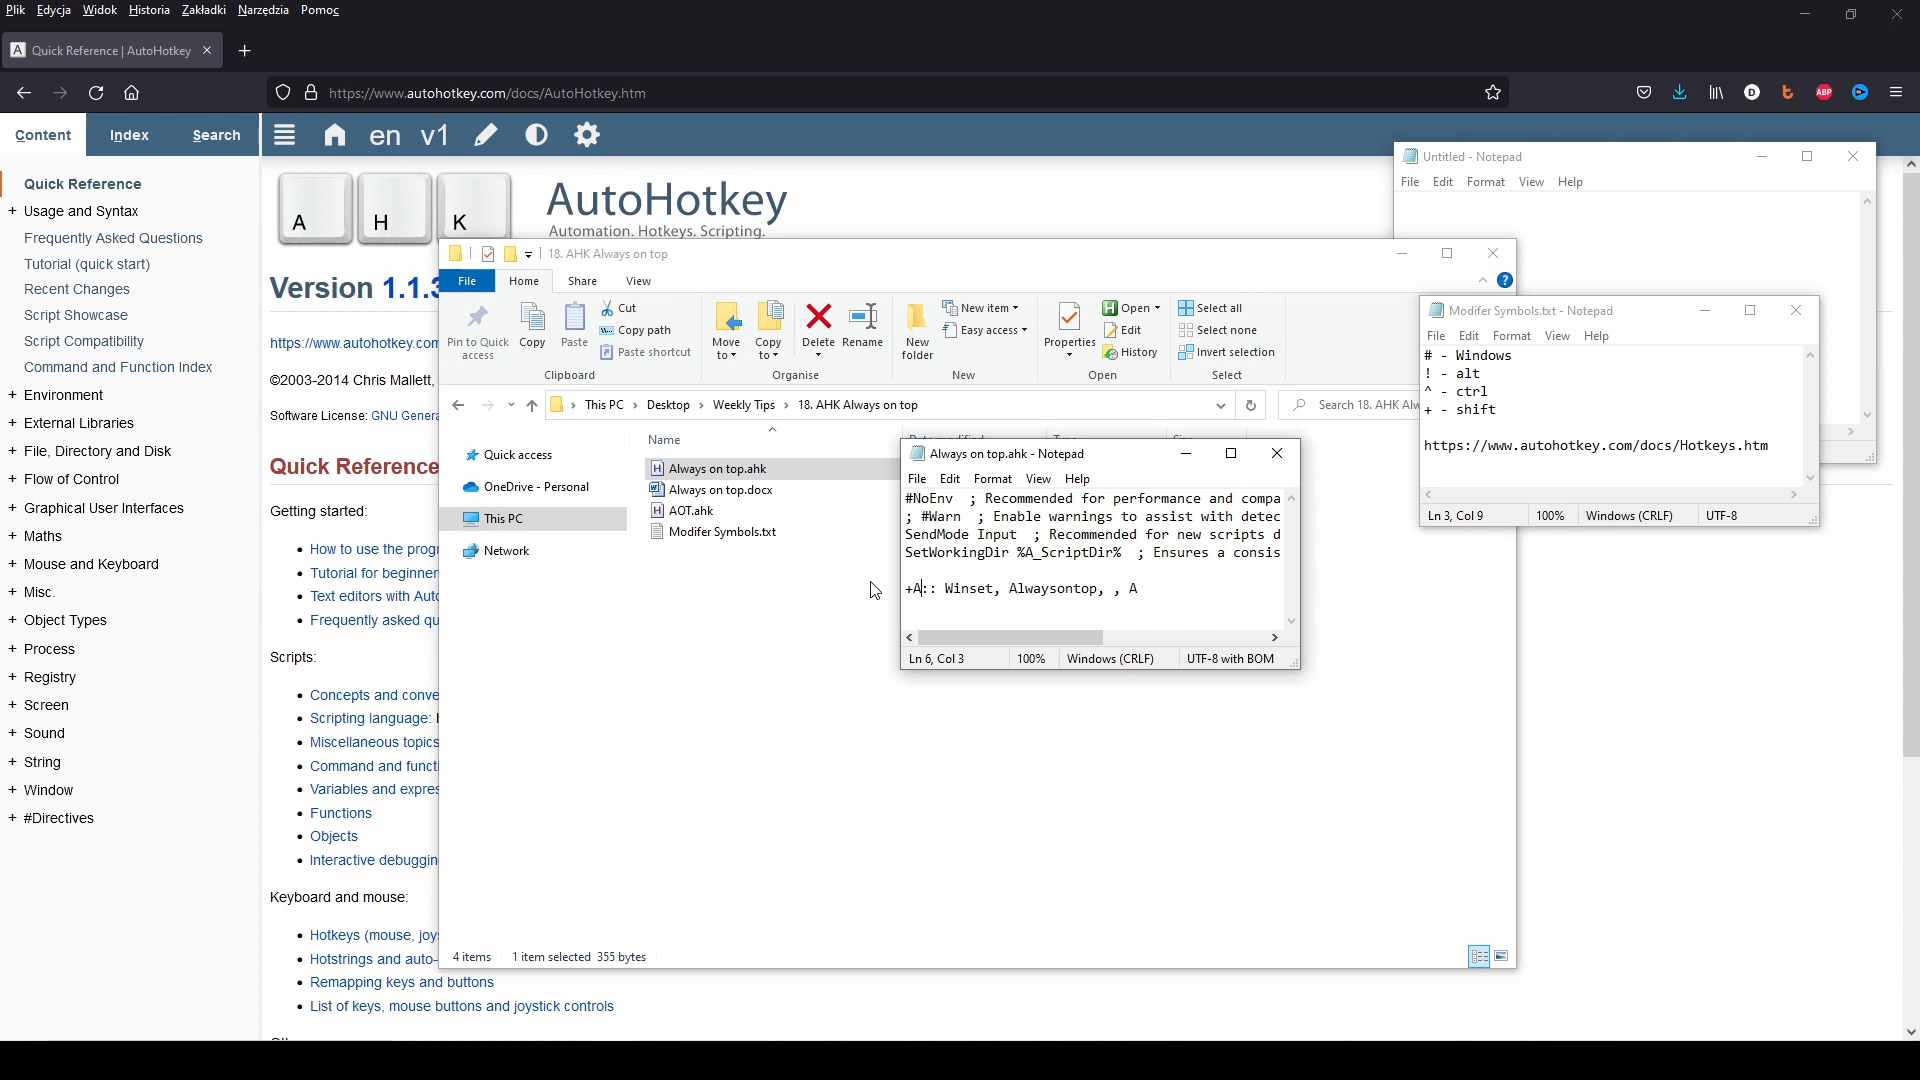 Plik Edycja Widok Historia Zakładki Narzędzia Pomoc
A Quick Reference | AutoHotkey
https://www.autohotkey.com/docs/AutoHotkey.htm
D
ABP
Content Index Search
en v1
Quick Reference
+ Usage and Syntax
Frequently Asked Questions
Tutorial (quick start)
Recent Changes
Script Showcase
Script Compatibility
Command and Function Index
+ Environment
+ External Libraries
+ File, Directory and Disk
+ Flow of Control
+ Graphical User Interfaces
+ Maths
+ Mouse and Keyboard
+ Misc.
+ Object Types
+ Process
+ Registry
+ Screen
+ Sound
+ String
+ Window
+ #Directives
A H K
AutoHotkey
Automation. Hotkeys. Scripting.
Version 1.1.3
https://www.autohotkey.com
©2003-2014 Chris Mallett,
Software License: GNU Genera
Quick Reference
Getting started:
• How to use the progr
• Tutorial for beginner
• Text editors with Auto
• Frequently asked qu
Scripts:
• Concepts and conve
• Scripting language:
• Miscellaneous topics
• Command and functi
• Variables and expres
• Functions
• Objects
• Interactive debuggin
Keyboard and mouse:
• Hotkeys (mouse, joys
• Hotstrings and auto-
• Remapping keys and buttons
• List of keys, mouse buttons and joystick controls
18. AHK Always on top
File Home Share View
Pin to Quick access
Copy
Paste
Cut
Copy path
Paste shortcut
Clipboard
Move to
Copy to
Delete
Rename
Organise
New folder
New item
Easy access
New
Properties
Open
Edit
History
Open
Select all
Select none
Invert selection
Select
This PC > Desktop > Weekly Tips > 18. AHK Always on top
Search 18. AHK Alw
Quick access
OneDrive - Personal
This PC
Network
Name
Always on top.ahk
Always on top.docx
AOT.ahk
Modifer Symbols.txt
4 items 1 item selected 355 bytes
Always on top.ahk - Notepad
File Edit Format View Help
#NoEnv ; Recommended for performance and compa
; #Warn ; Enable warnings to assist with detec
SendMode Input ; Recommended for new scripts d
SetWorkingDir %A_ScriptDir% ; Ensures a consis
+A:: Winset, Alwaysontop, , A
Ln 6, Col 3 100% Windows (CRLF) UTF-8 with BOM
Untitled - Notepad
File Edit Format View Help
Modifer Symbols.txt - Notepad
File Edit Format View Help
# - Windows
! - alt
^ - ctrl
+ - shift
https://www.autohotkey.com/docs/Hotkeys.htm
Ln 3, Col 9 100% Windows (CRLF) UTF-8